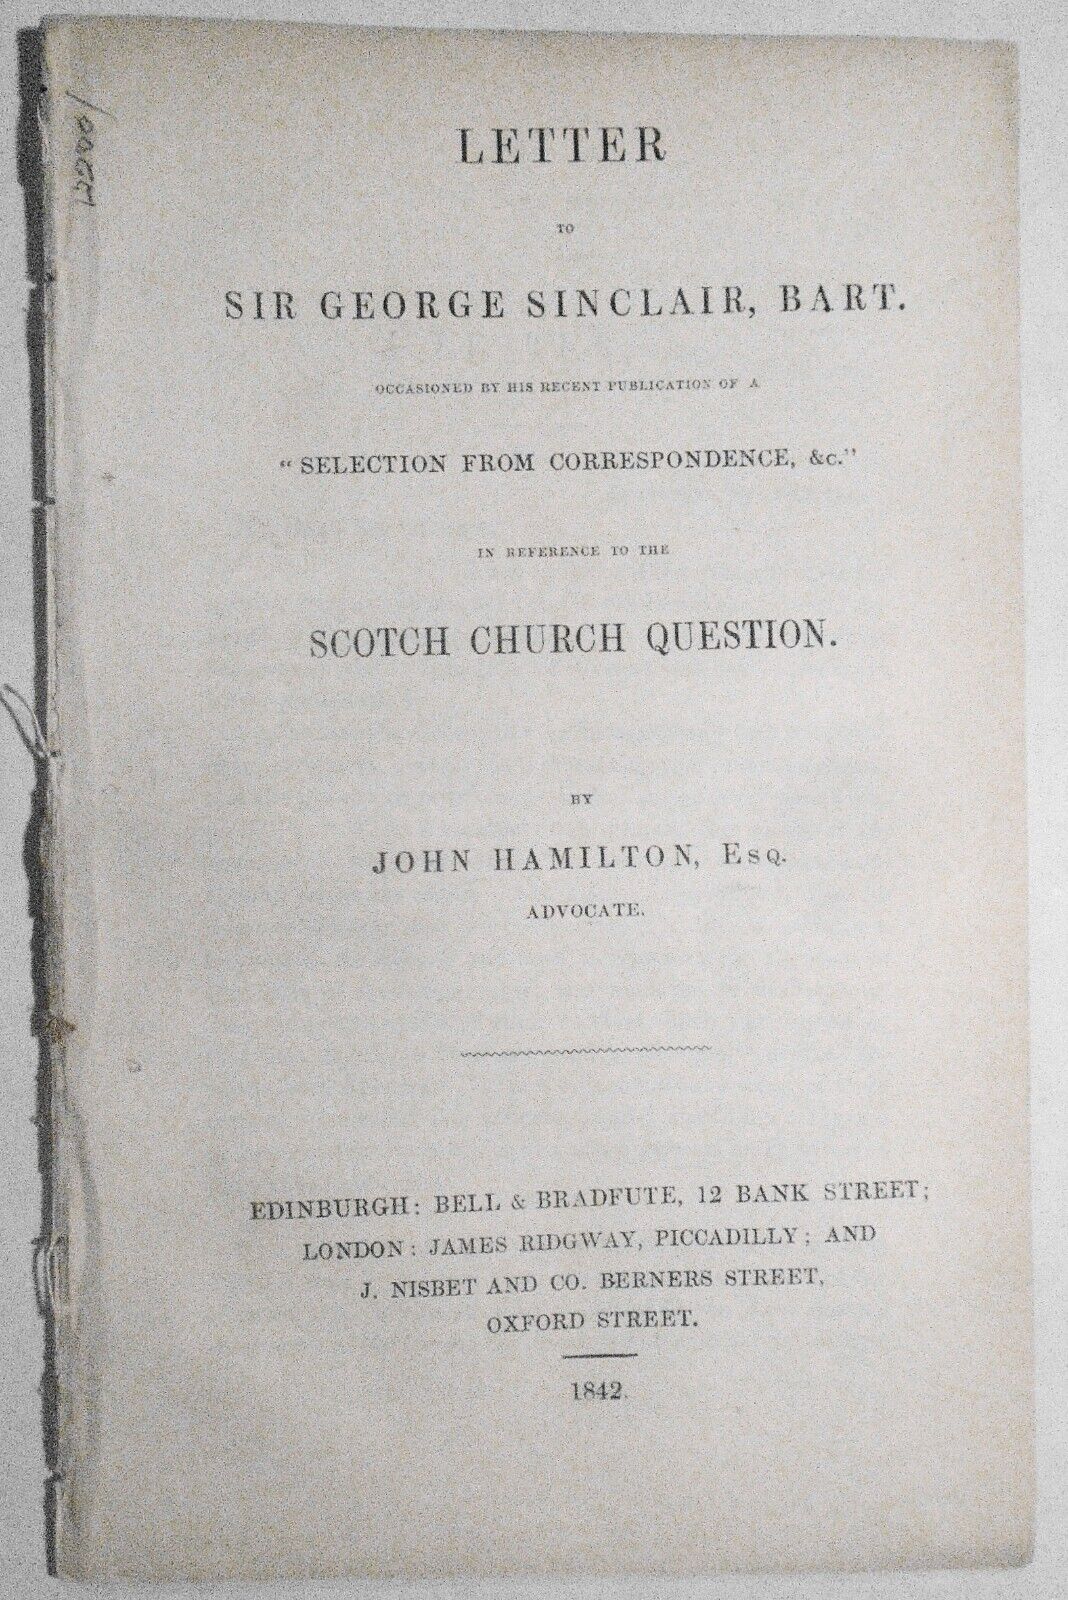 LETTER
TO
SIR GEORGE SINCLAIR, BART.
OCCASIONED BY HIS RECENT PUBLICATION OF A
“SELECTION FROM CORRESPONDENCE, &c.”
IN REFERENCE TO THE
SCOTCH CHURCH QUESTION.
BY
JOHN HAMILTON, ESQ.
ADVOCATE.
EDINBURGH: BELL & BRADFUTE, 12 BANK STREET;
LONDON: JAMES RIDGWAY, PICCADILLY; AND
J. NISBET AND CO. BERNERS STREET,
OXFORD STREET.
1842.